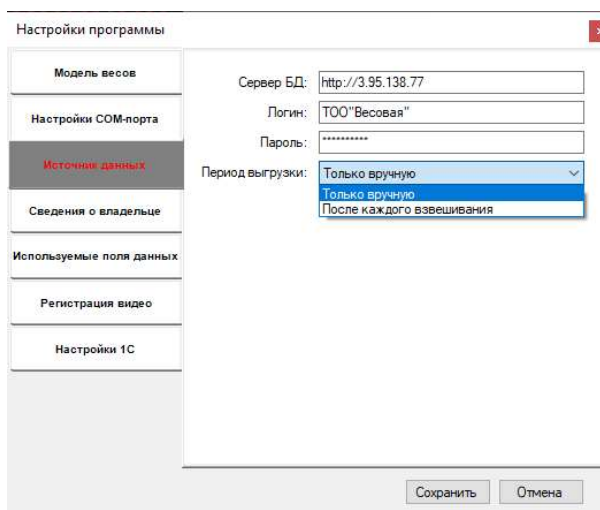 Настройки программы
x
Модель весов
Настройки COM-порта
Источник данных
Сведения о владельце
Используемые поля данных
Регистрация видео
Настройки 1С
Сервер БД: http://3.95.138.77
Логин: ТОО"Весовая"
Пароль: **********
Период выгрузки: Только вручную
Только вручную
После каждого взвешивания
Сохранить Отмена